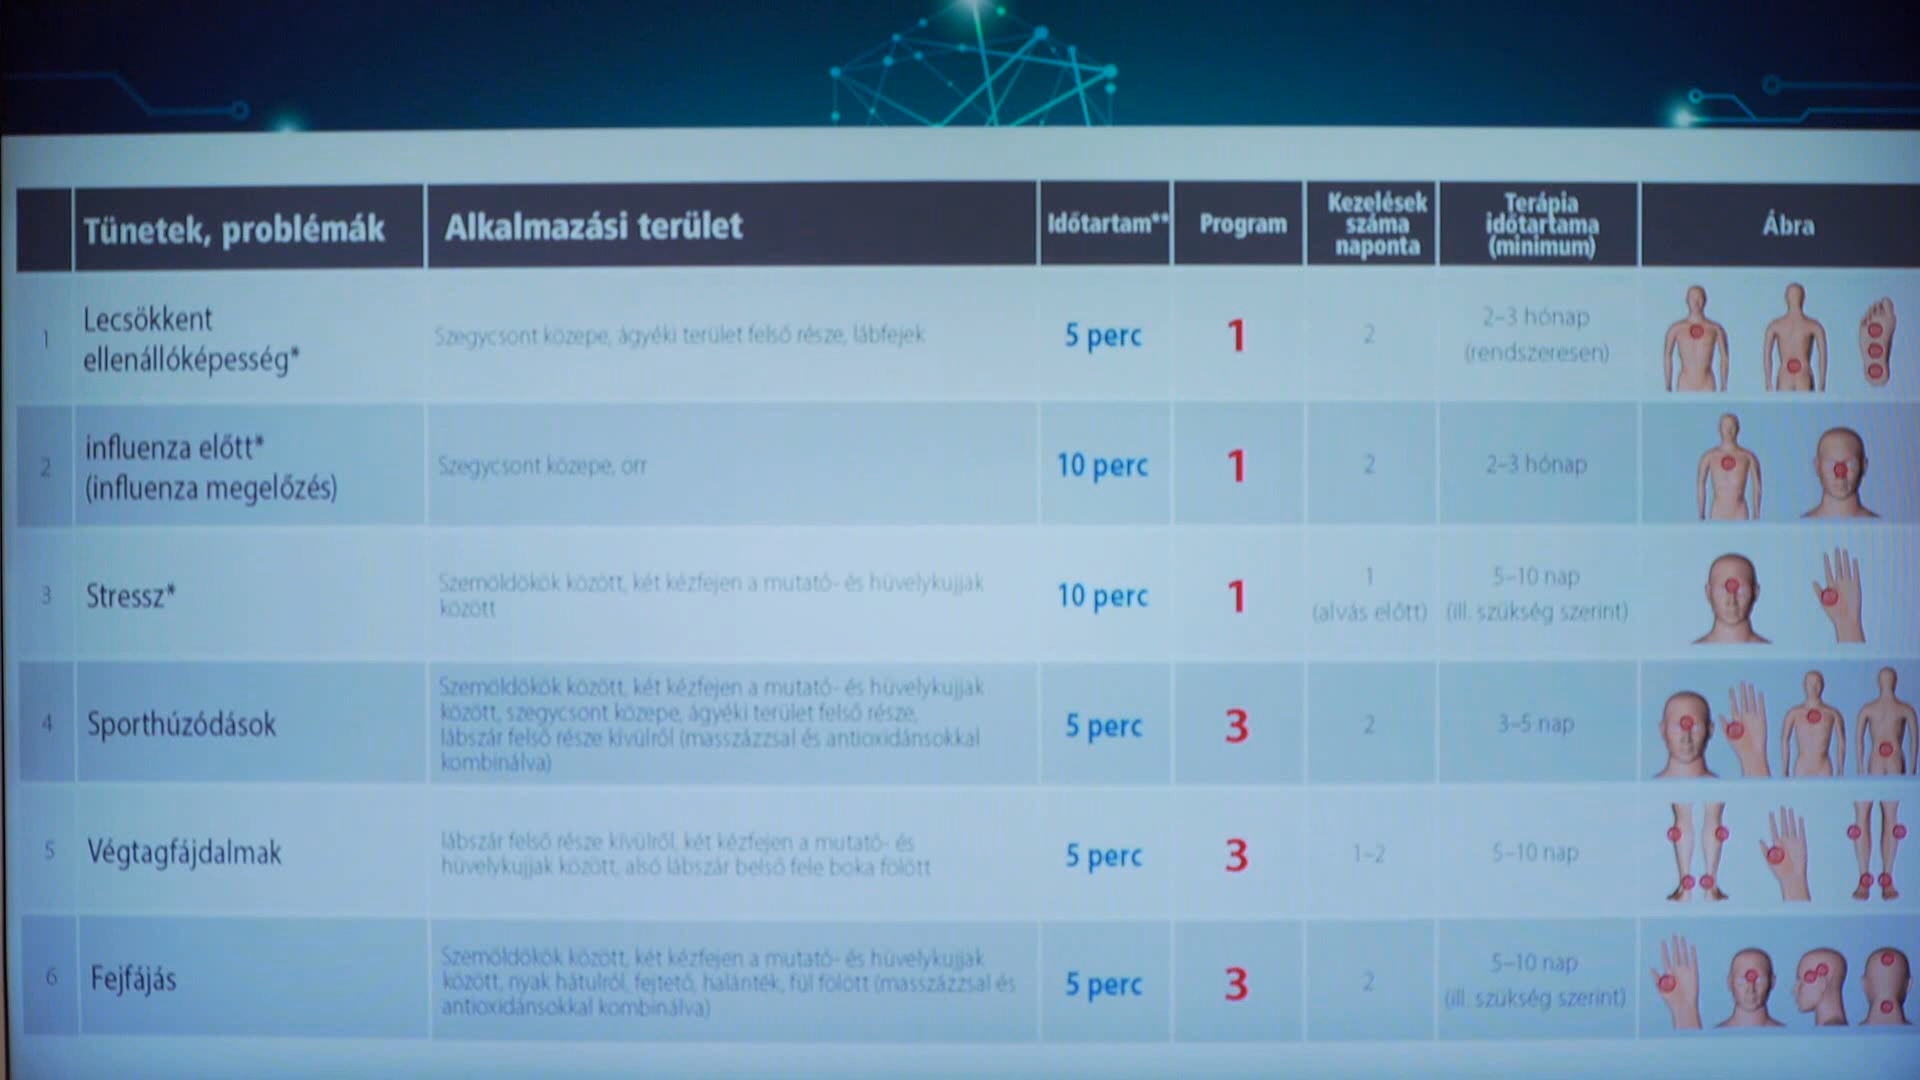 Tünetek, problémák
Alkalmazási terület
Időtartam**
Program
Kezelések
száma
naponta
Terápia
időtartama
(minimum)
Ábra
1
Lecsökkent
ellenállóképesség*
Szegycsont közepe, ágyéki terület felső része, lábfejek
5 perc
1
2
2–3 hónap
(rendszeresen)
2
influenza előtt*
(influenza megelőzés)
Szegycsont közepe, orr
10 perc
1
2
2–3 hónap
3
Stressz*
Szemöldökök között, két kézfejen a mutató- és hüvelykujjak
között
10 perc
1
1
(alvás előtt)
5–10 nap
(ill. szükség szerint)
4
Sporthúzódások
Szemöldökök között, két kézfejen a mutató- és hüvelykujjak
között, szegycsont közepe, ágyéki terület felső része,
lábszár felső része kívülről (masszázzsal és antioxidánsokkal
kombinálva)
5 perc
3
2
3–5 nap
5
Végtagfájdalmak
lábszár felső része kívülről, két kézfejen a mutató- és
hüvelykujjak között, alsó lábszár belső fele boka fölött
5 perc
3
1–2
5–10 nap
6
Fejfájás
Szemöldökök között, két kézfejen a mutató- és hüvelykujjak
között, nyak hátulról, fejtető, halánték, fül fölött (masszázzsal és
antioxidánsokkal kombinálva)
5 perc
3
2
5–10 nap
(ill. szükség szerint)